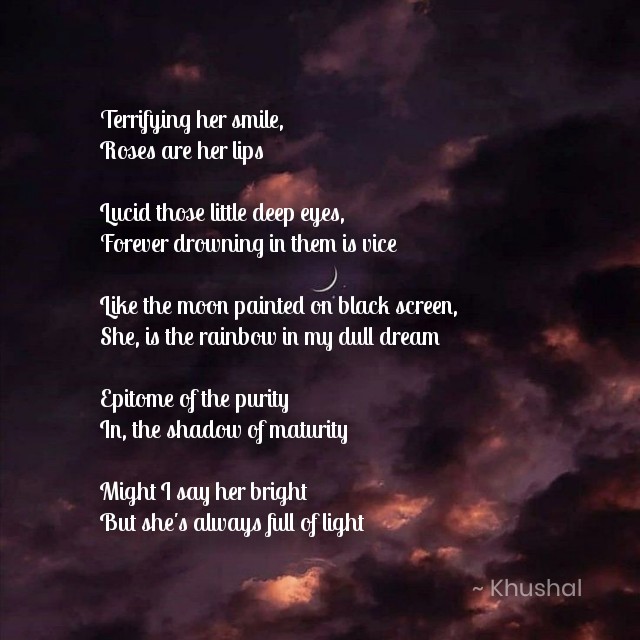 Terrifying her smile,
Roses are her lips
Lucid those little deep eyes,
Forever drowning in them is vice
Like the moon painted on black screen,
She, is the rainbow in my dull dream
Epitome of the purity
In, the shadow of maturity
Might I say her bright
But she's always full of light
~ Khushal